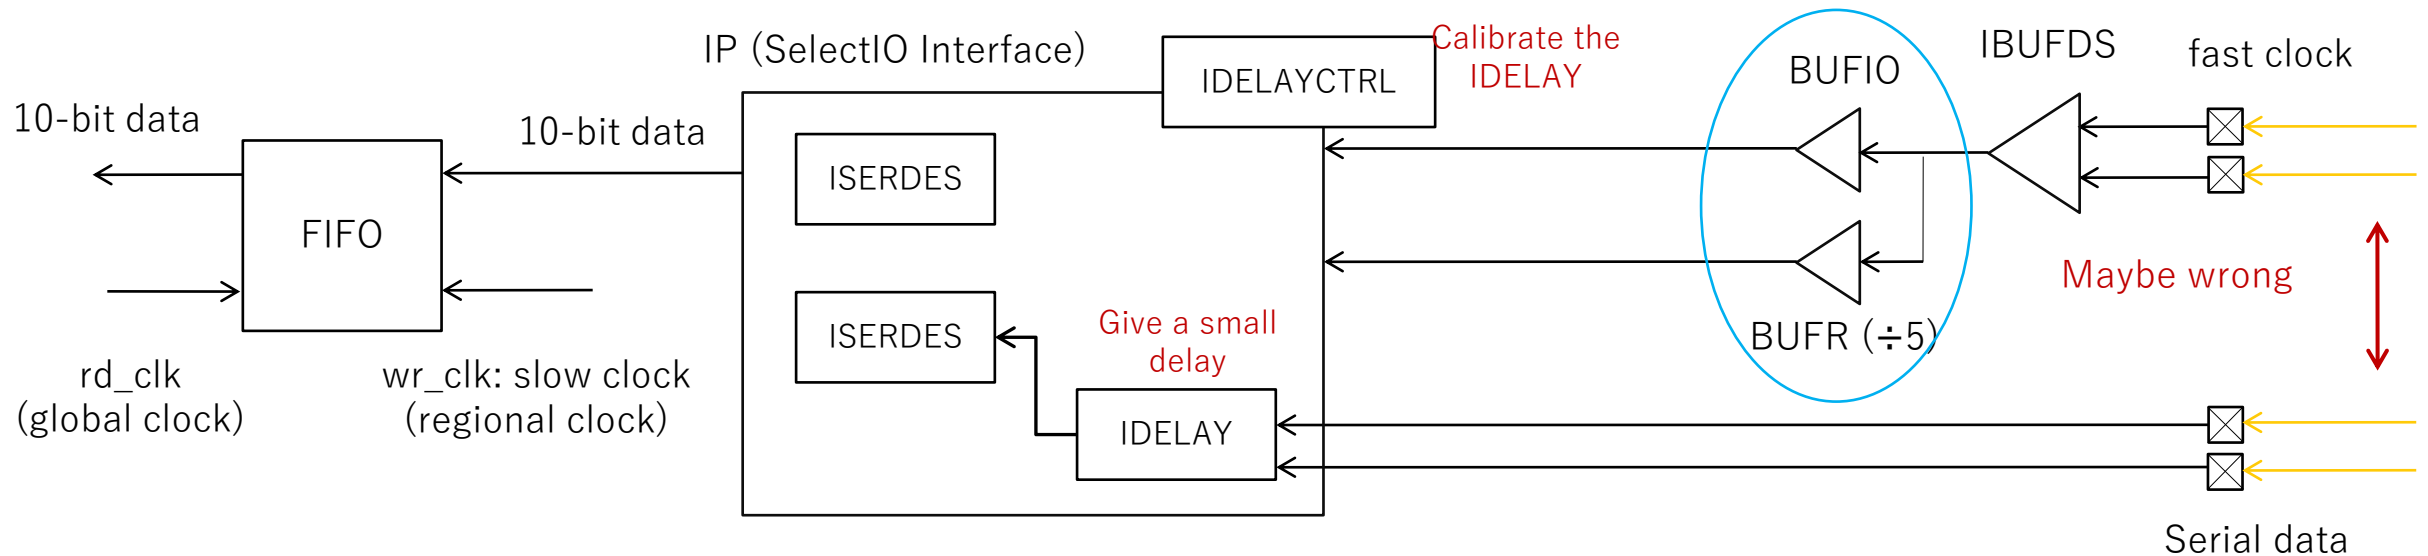 IP (SelectIO Interface)
IDELAYCTRL
Calibrate the
IDELAY
BUFIO
IBUFDS
fast clock
10-bit data
10-bit data
ISERDES
FIFO
Maybe wrong
Give a small
delay
ISERDES
BUFR (÷5)
rd_clk
(global clock)
wr_clk: slow clock
(regional clock)
IDELAY
Serial data